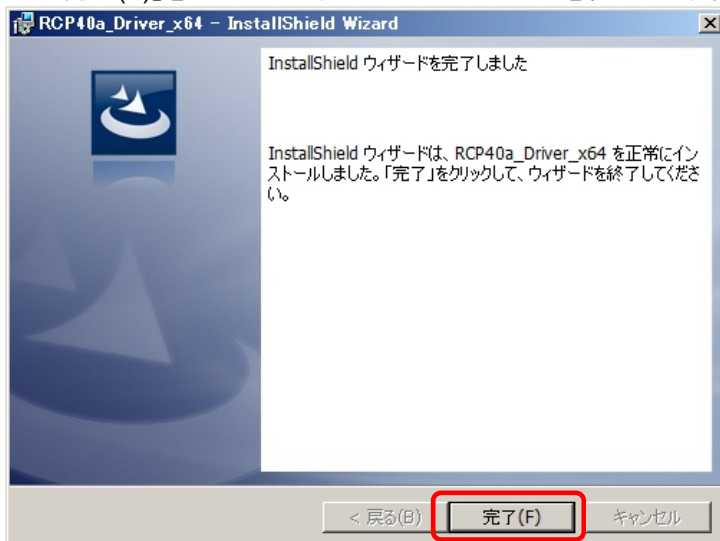 RCP40a_Driver_x64 - InstallShield Wizard
InstallShield ウィザードを完了しました
InstallShield ウィザードは、RCP40a_Driver_x64 を正常にイン
ストールしました。「完了」をクリックして、ウィザードを終了してくださ
い。
< 戻る(B)
完了(F)
キャンセル